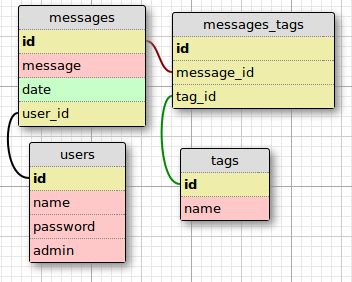 messages
id
message
date
user_id
messages_tags
id
message_id
tag_id
users
id
name
password
admin
tags
id
name